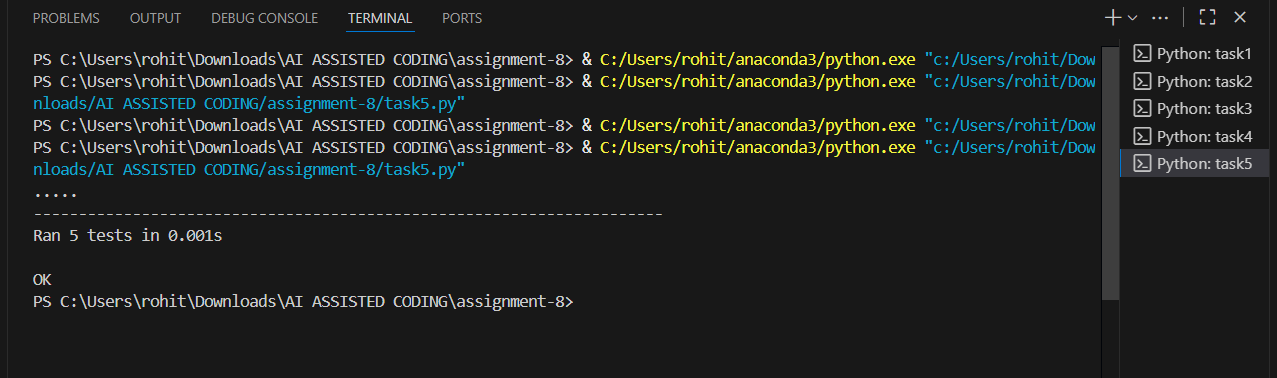 PROBLEMS OUTPUT DEBUG CONSOLE TERMINAL PORTS
PS C:\Users\rohit\Downloads\AI ASSISTED CODING\assignment-8> & C:/Users/rohit/anaconda3/python.exe "c:/Users/rohit/Dow
PS C:\Users\rohit\Downloads\AI ASSISTED CODING\assignment-8> & C:/Users/rohit/anaconda3/python.exe "c:/Users/rohit/Dow
nloads/AI ASSISTED CODING/assignment-8/task5.py"
PS C:\Users\rohit\Downloads\AI ASSISTED CODING\assignment-8> & C:/Users/rohit/anaconda3/python.exe "c:/Users/rohit/Dow
PS C:\Users\rohit\Downloads\AI ASSISTED CODING\assignment-8> & C:/Users/rohit/anaconda3/python.exe "c:/Users/rohit/Dow
nloads/AI ASSISTED CODING/assignment-8/task5.py"
.....
----------------------------------------------------------------------
Ran 5 tests in 0.001s
OK
PS C:\Users\rohit\Downloads\AI ASSISTED CODING\assignment-8>
Python: task1
Python: task2
Python: task3
Python: task4
Python: task5